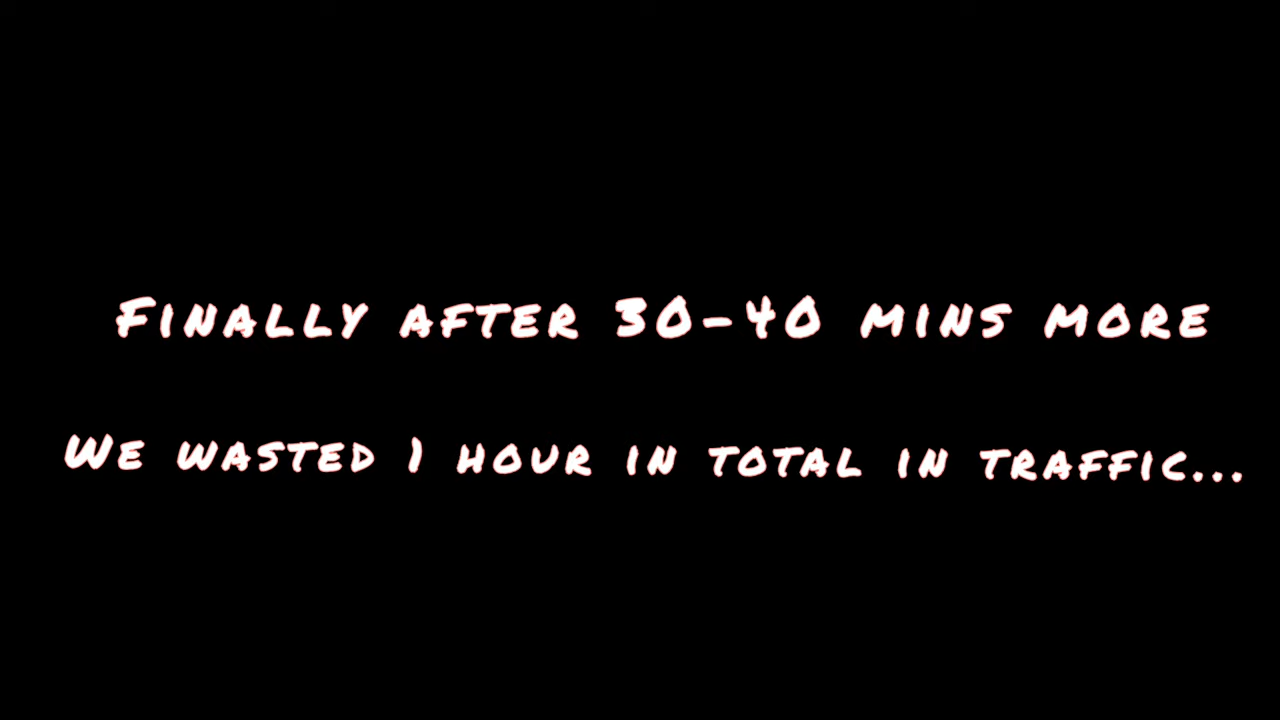 Finally after 30-40 mins more
We wasted 1 hour in total in traffic...